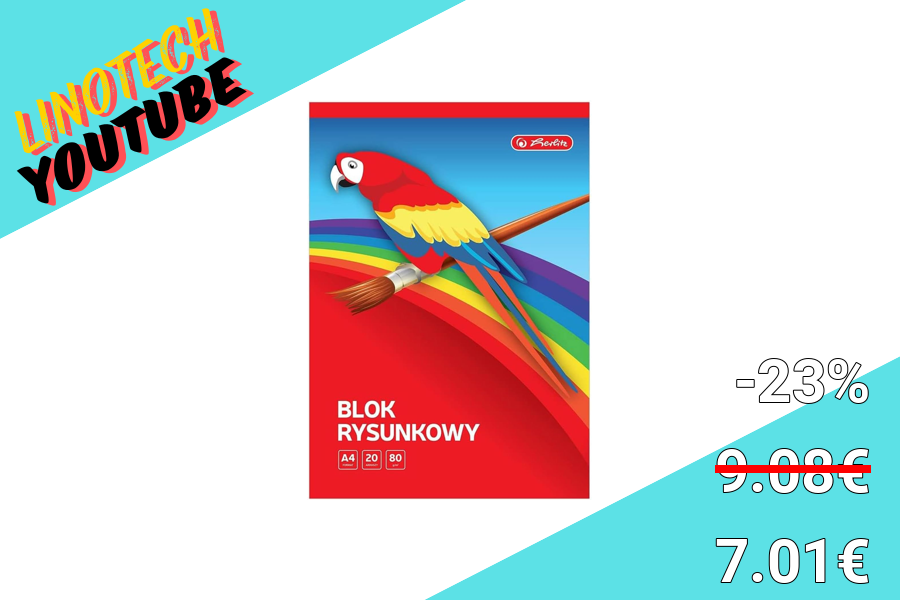 LINOTECH
YOUTUBE
Herlitz
BLOK
RYSUNKOWY
A4 20 80
-23%
9.08€
7.01€